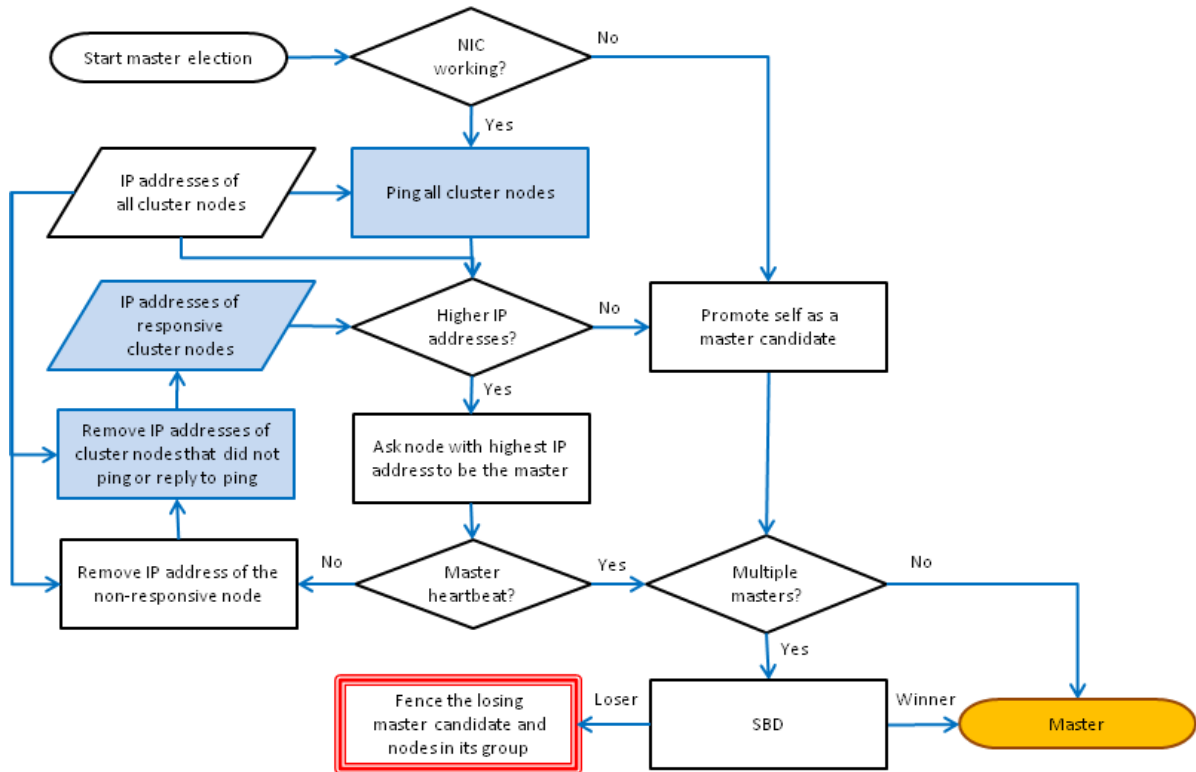 Start master election
NIC
working?
No
Yes
IP addresses of
all cluster nodes
Ping all cluster nodes
IP addresses of
responsive
cluster nodes
Higher IP
addresses?
No
Promote self as a
master candidate
Yes
Remove IP addresses of
cluster nodes that did not
ping or reply to ping
Ask node with highest IP
address to be the master
Remove IP address of the
non-responsive node
No
Master
heartbeat?
Yes
Multiple
masters?
No
Yes
Fence the losing
master candidate and
nodes in its group
Loser
SBD
Winner
Master